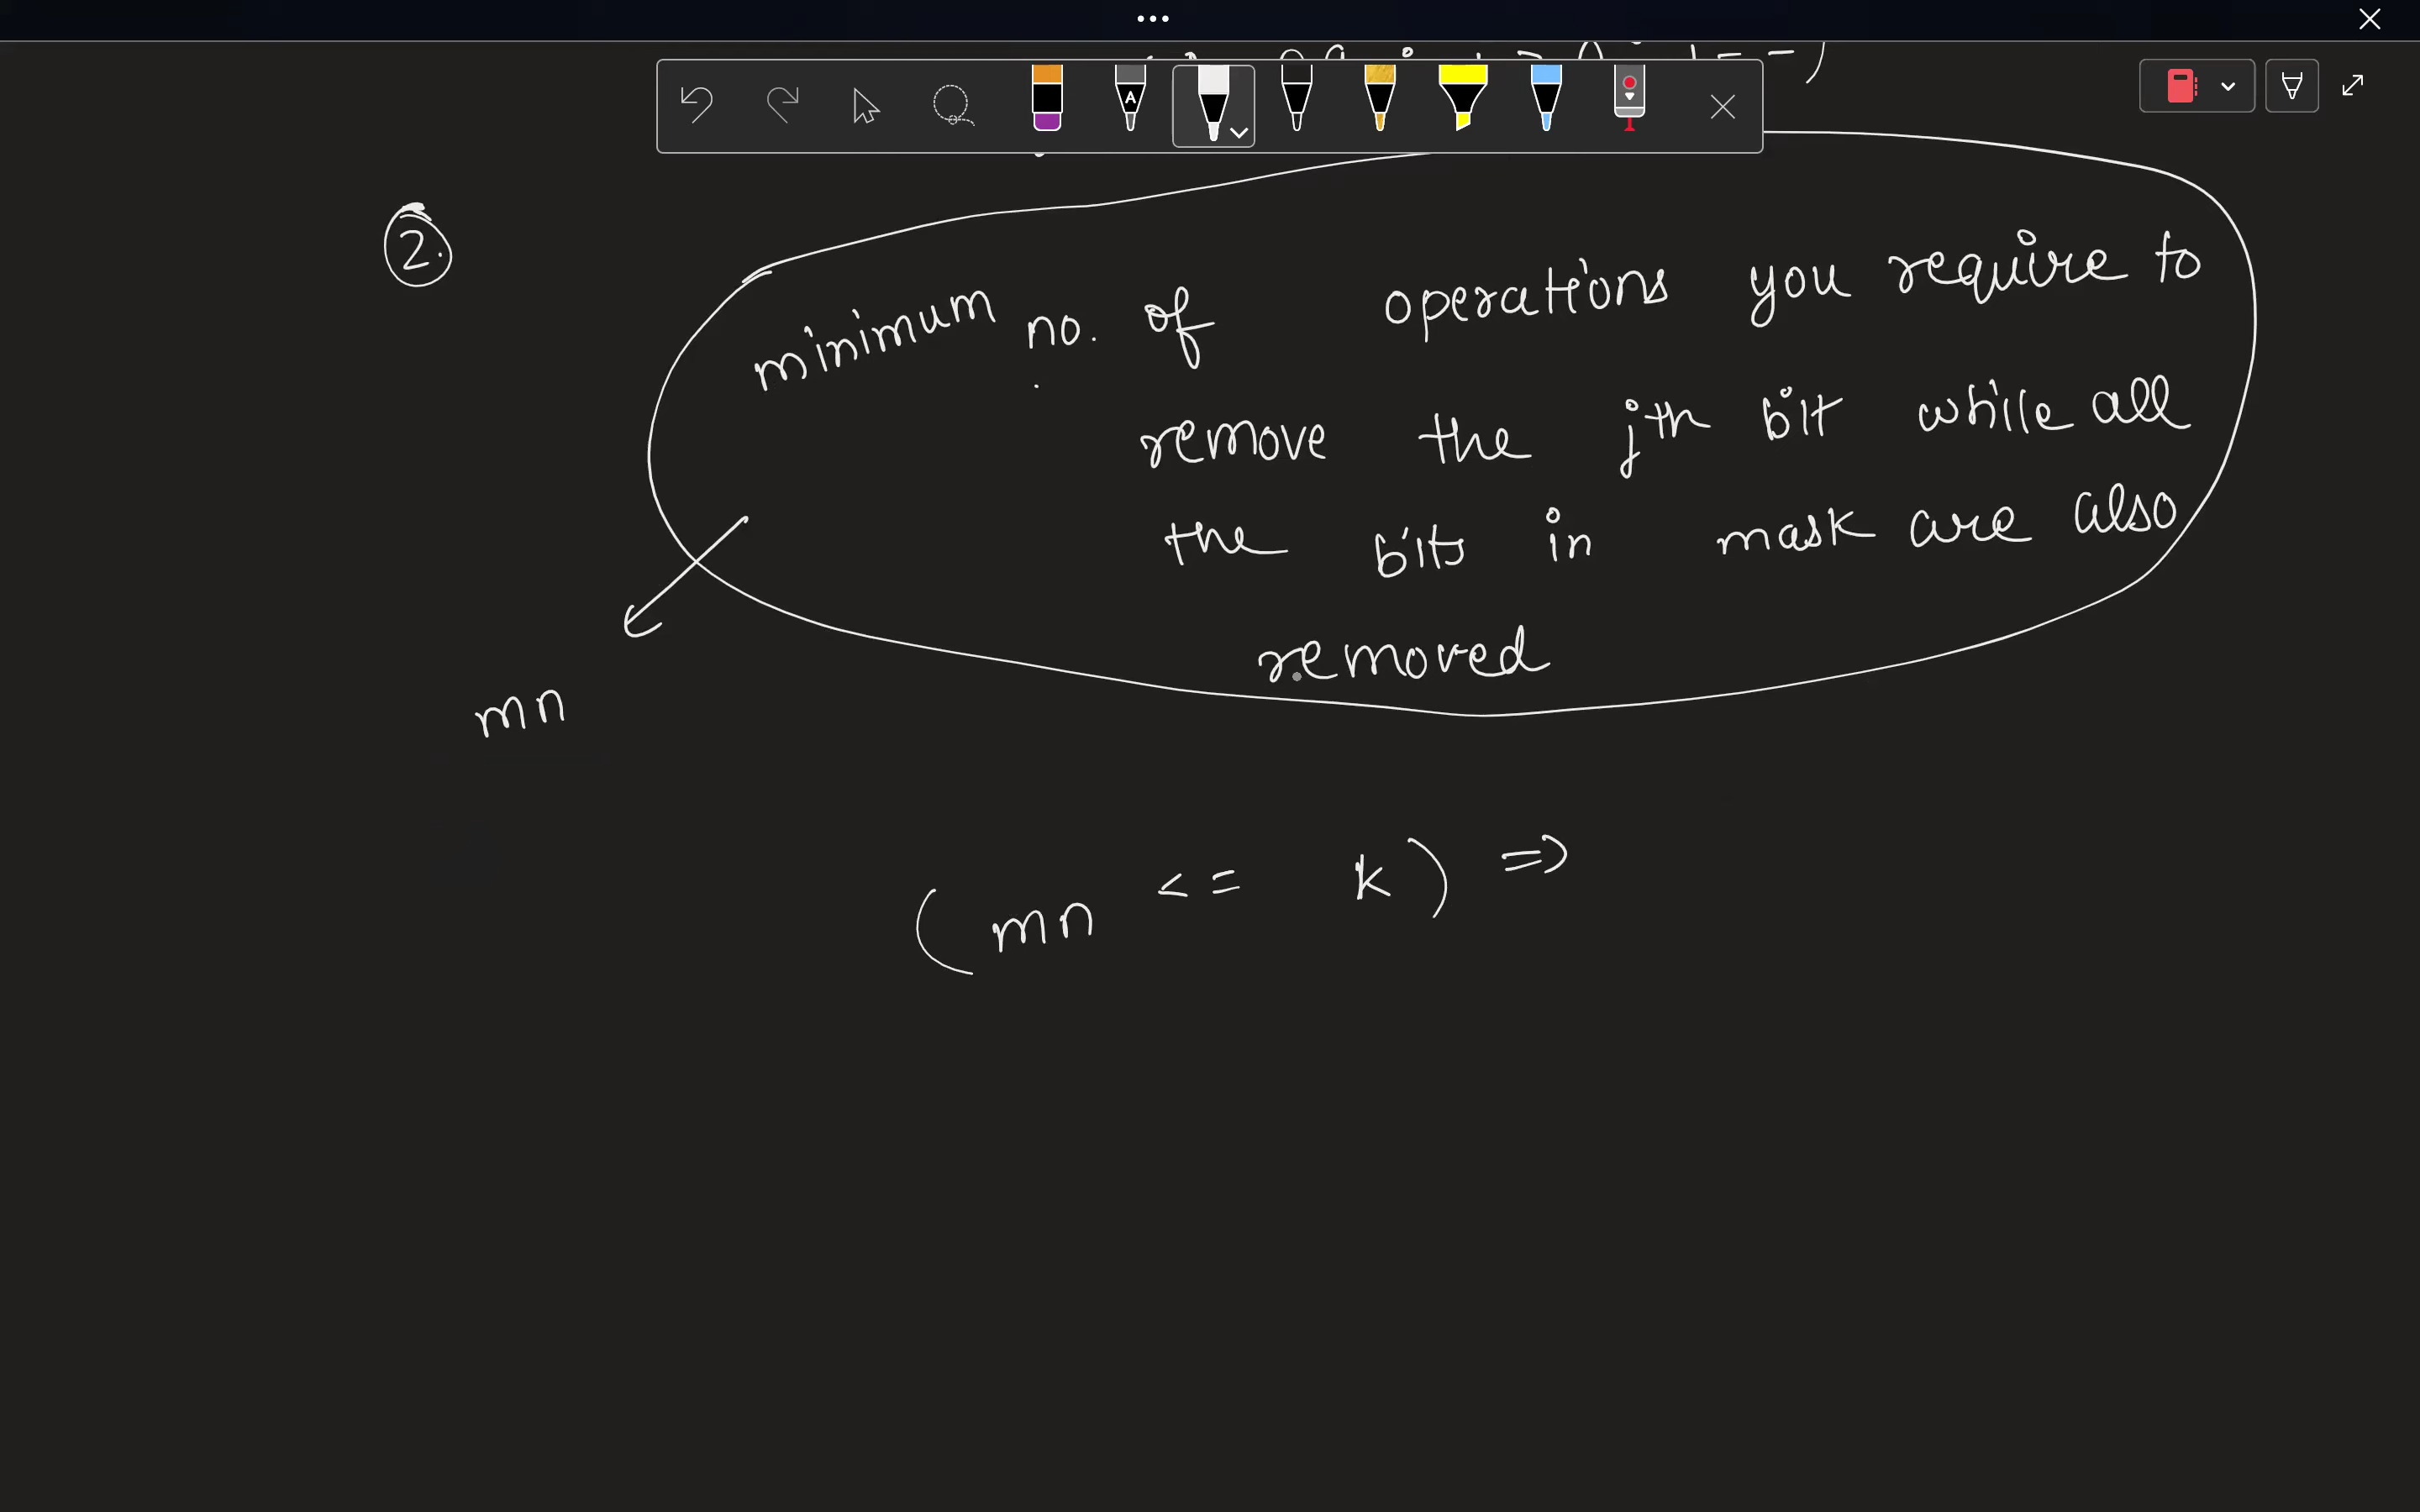 2.
minimum no. of operations you require to
remove the jth bit while all
the bits in mask are also
removed
mn
(mn <= k) =>